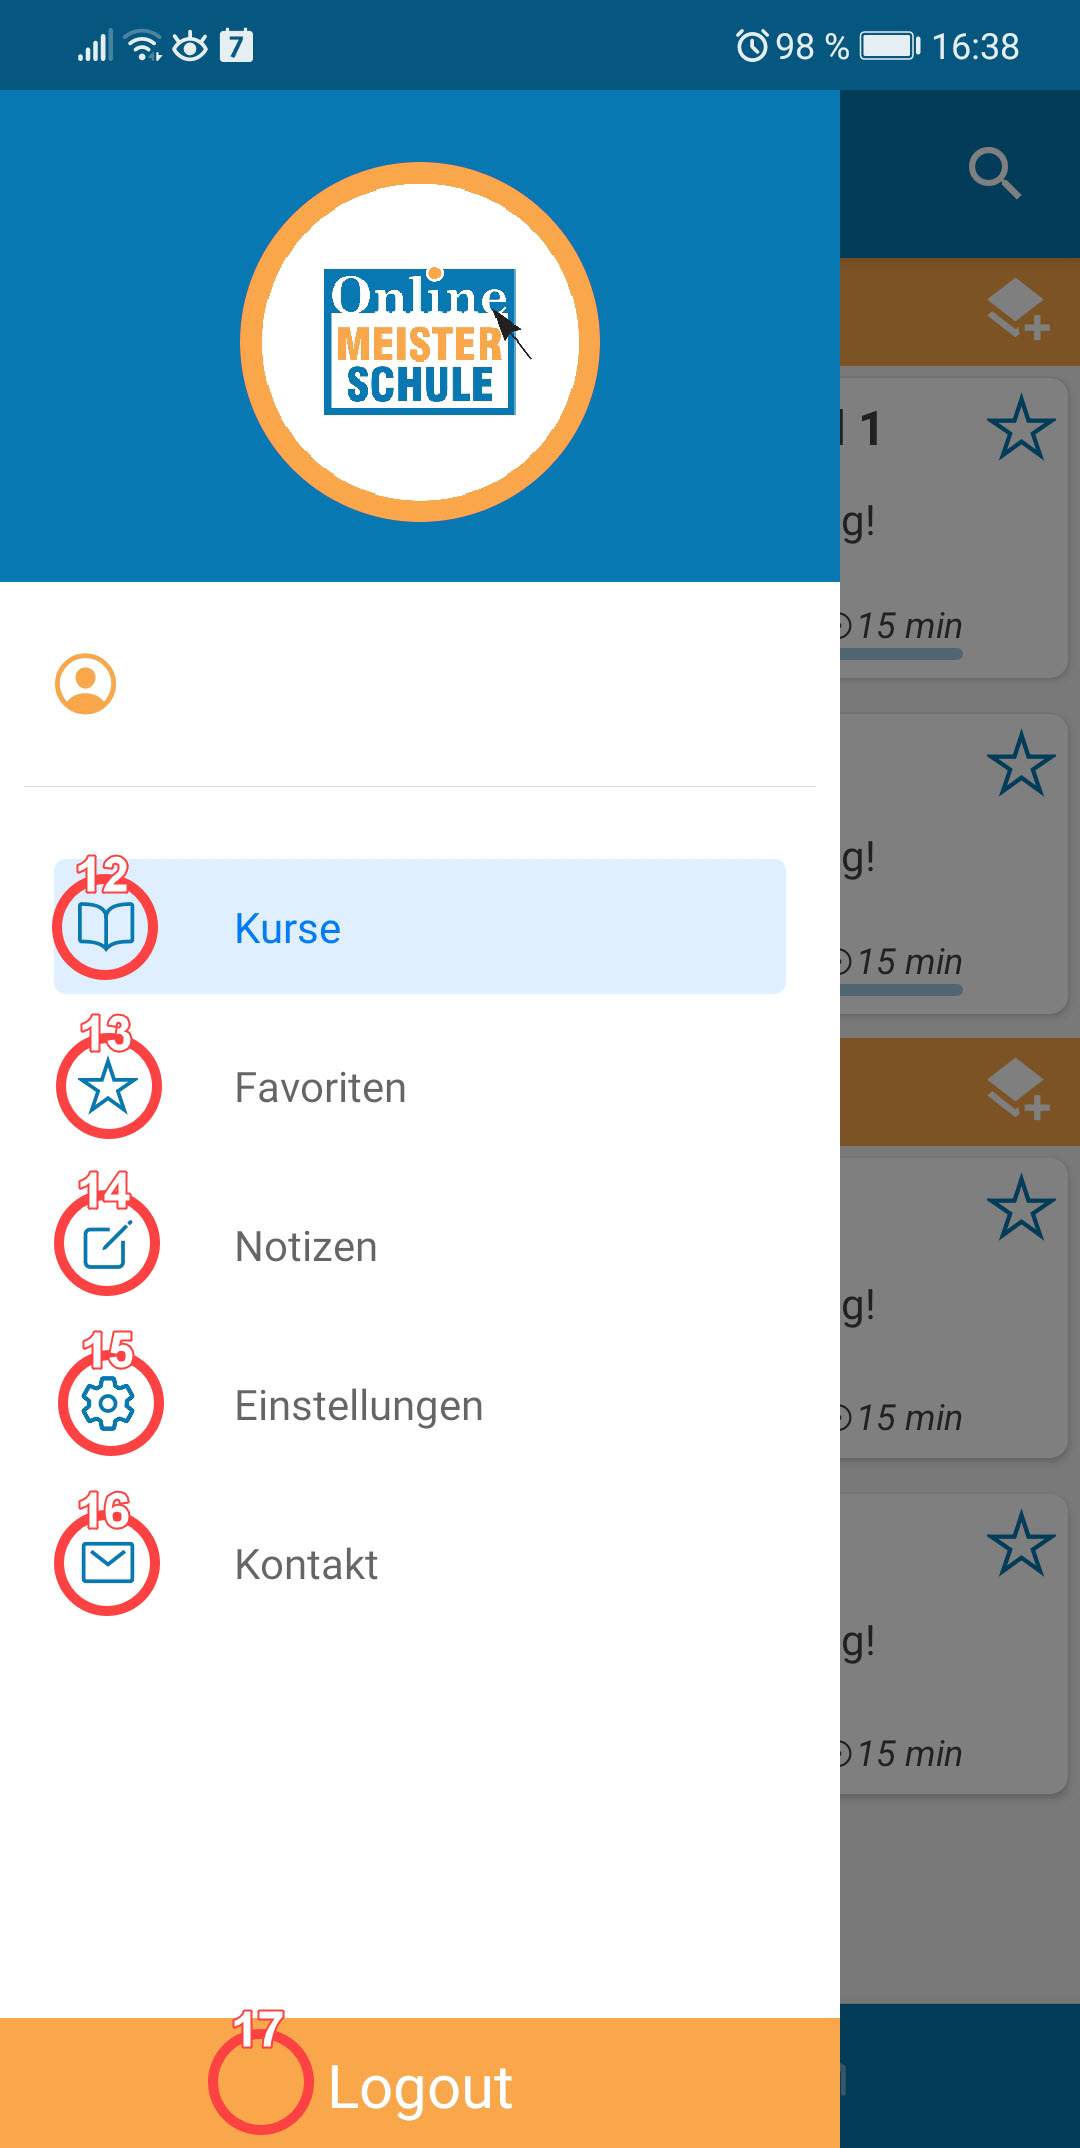 7 98 % 16:38
Online
MEISTER
SCHULE
1
g!
15 min
12
Kurse
13
Favoriten
14
Notizen
15
Einstellungen
16
Kontakt
g!
15 min
g!
15 min
g!
15 min
17
Logout